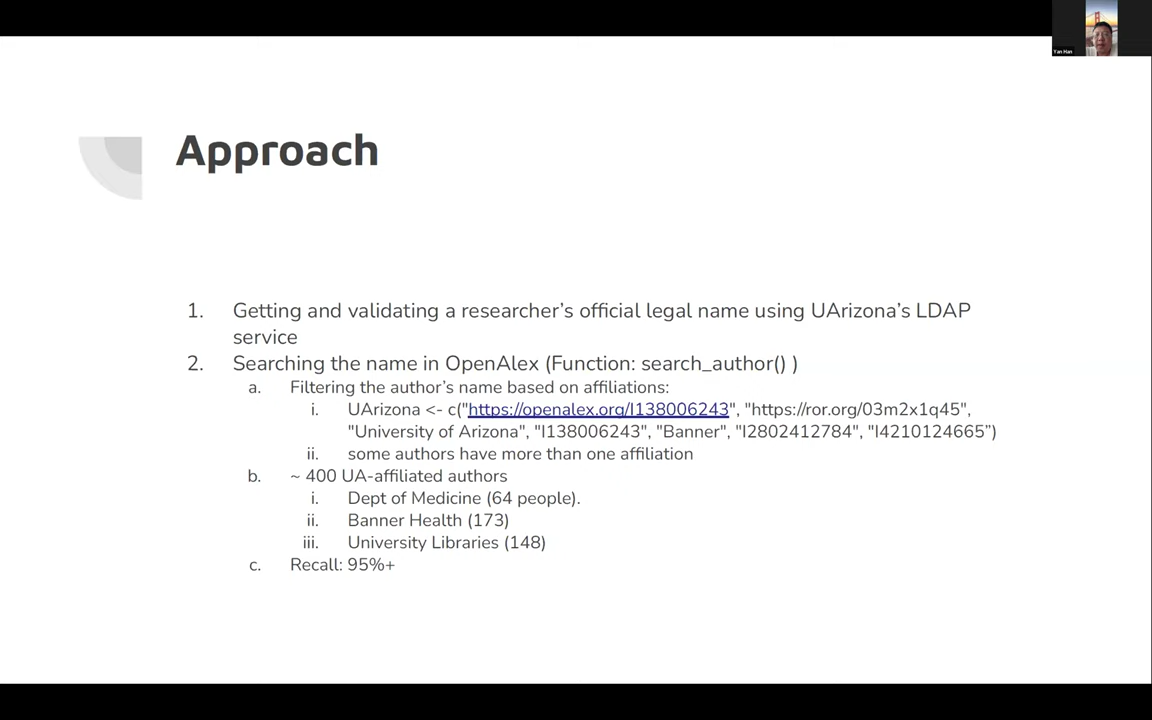 Yan Han
Approach
1. Getting and validating a researcher's official legal name using UArizona's LDAP
service
2. Searching the name in OpenAlex (Function: search_author() )
a. Filtering the author's name based on affiliations:
i. UArizona <- c("https://openalex.org/I138006243", "https://ror.org/03m2x1q45",
"University of Arizona", "I138006243", "Banner", "I2802412784", "I4210124665”)
ii. some authors have more than one affiliation
b. ~ 400 UA-affiliated authors
i. Dept of Medicine (64 people).
ii. Banner Health (173)
iii. University Libraries (148)
c. Recall: 95%+